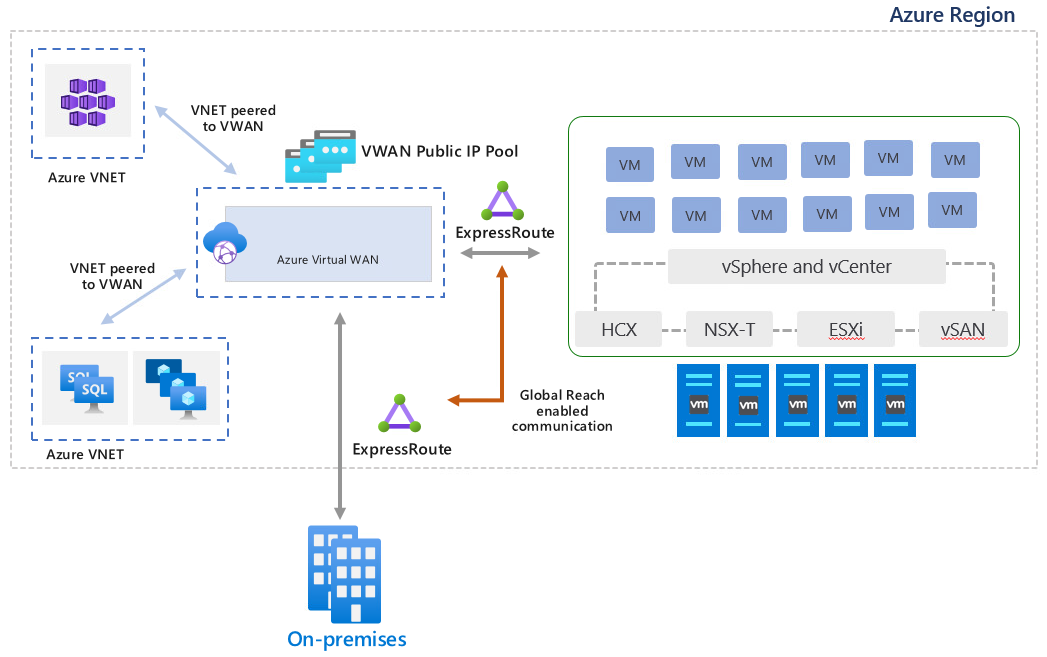 Azure Region
VNET peered
to VWAN
Azure VNET
VWAN Public IP Pool
ExpressRoute
Azure Virtual WAN
VNET peered
to VWAN
SQL
SQL
Azure VNET
VM VM VM VM VM VM
VM VM VM VM VM VM
vSphere and vCenter
HCX NSX-T ESXi vSAN
vm vm vm vm vm
Global Reach
enabled
communication
ExpressRoute
On-premises